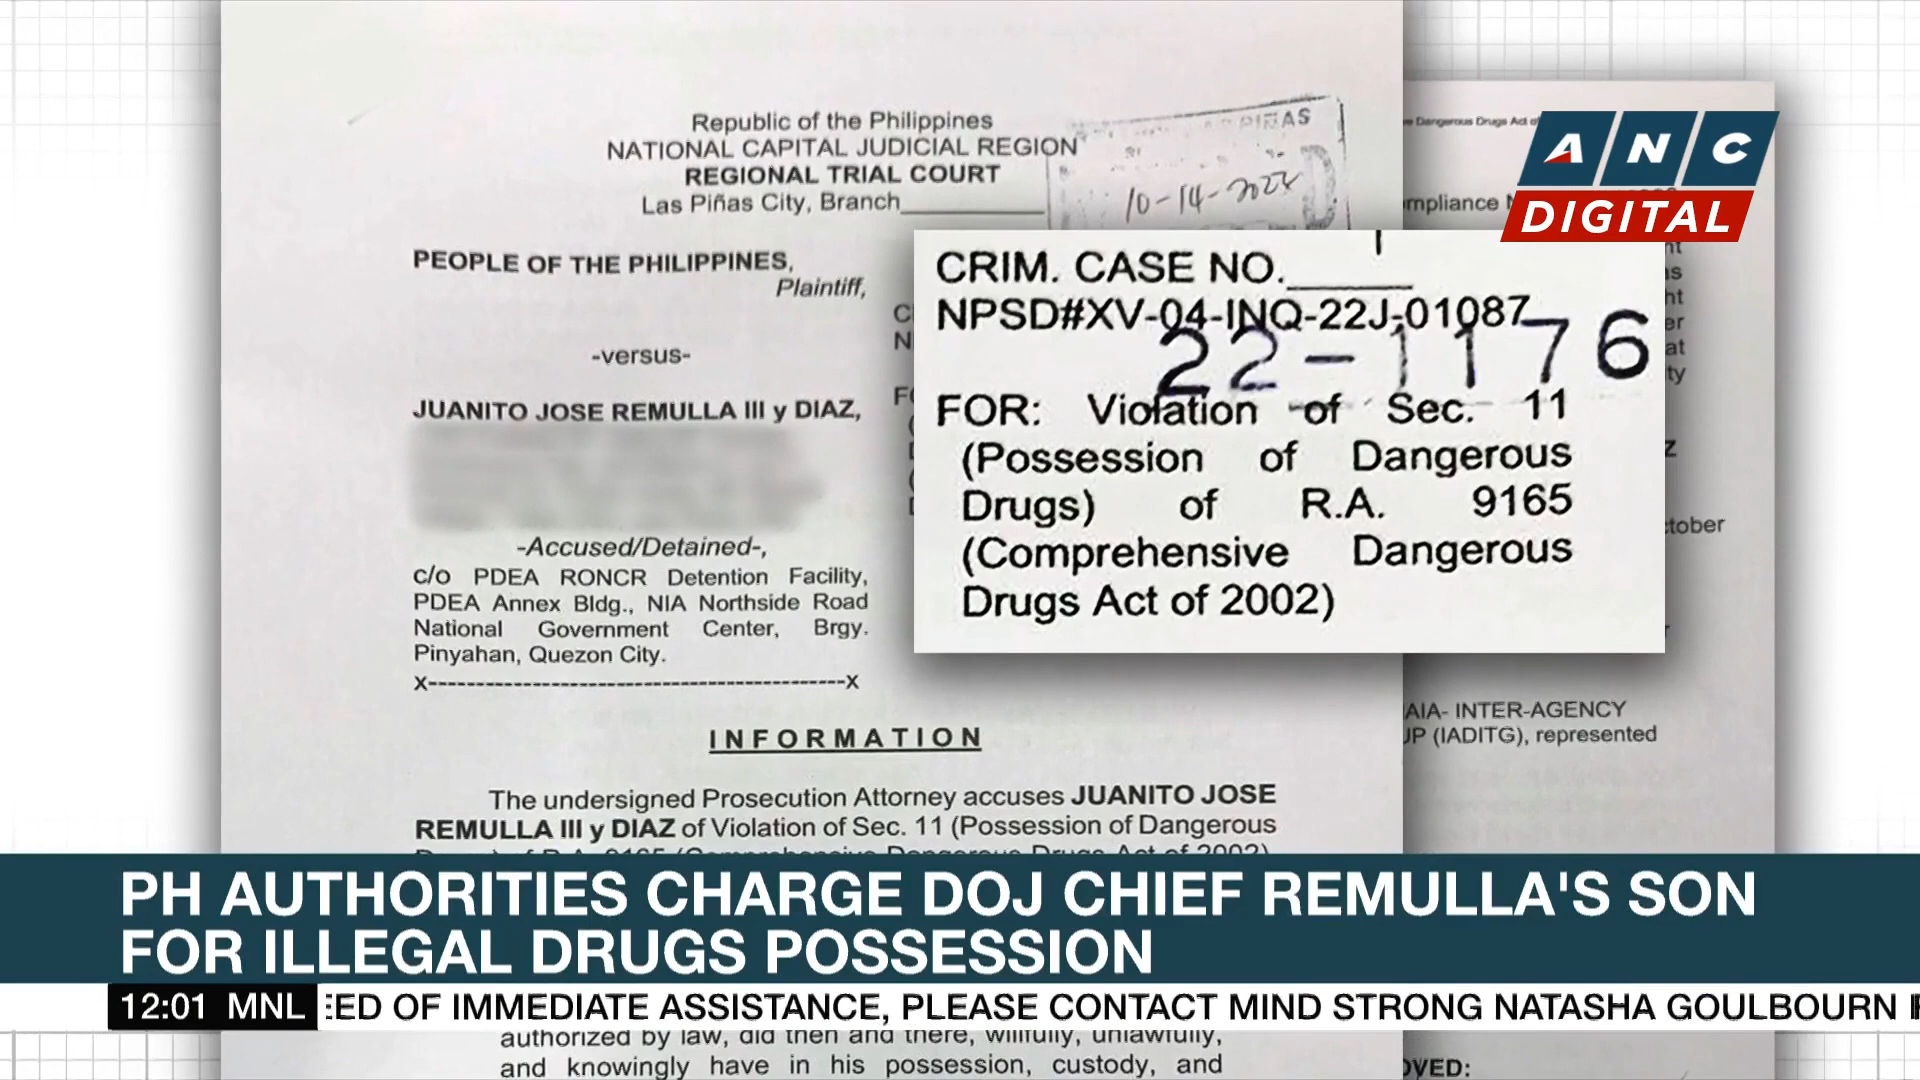 Republic of the Philippines
NATIONAL CAPITAL JUDICIAL REGION
REGIONAL TRIAL COURT
Las Piñas City, Branch
PIÑAS
10-14-2022
PEOPLE OF THE PHILIPPINES,
Plaintiff,
-versus-
JUANITO JOSE REMULLA III y DIAZ,
-Accused/Detained-,
c/o PDEA RONCR Detention Facility,
PDEA Annex Bldg., NIA Northside Road
National Government Center, Brgy.
Pinyahan, Quezon City.
x---------------------------------------------x
CRIM. CASE NO.______
NPSD#XV-04-INQ-22J-01087
22-1176
FOR: Violation of Sec. 11
(Possession of Dangerous
Drugs) of R.A. 9165
(Comprehensive Dangerous
Drugs Act of 2002)
INFORMATION
The undersigned Prosecution Attorney accuses JUANITO JOSE
REMULLA III y DIAZ of Violation of Sec. 11 (Possession of Dangerous
authorized by law, did then and there, willfully, unlawfully,
and knowingly have in his possession, custody, and
Dangerous Drugs Act
AIA- INTER-AGENCY
UP (IADITG), represented
ANC
DIGITAL
PH AUTHORITIES CHARGE DOJ CHIEF REMULLA'S SON
FOR ILLEGAL DRUGS POSSESSION
12:01 MNL
EED OF IMMEDIATE ASSISTANCE, PLEASE CONTACT MIND STRONG NATASHA GOULBOURN